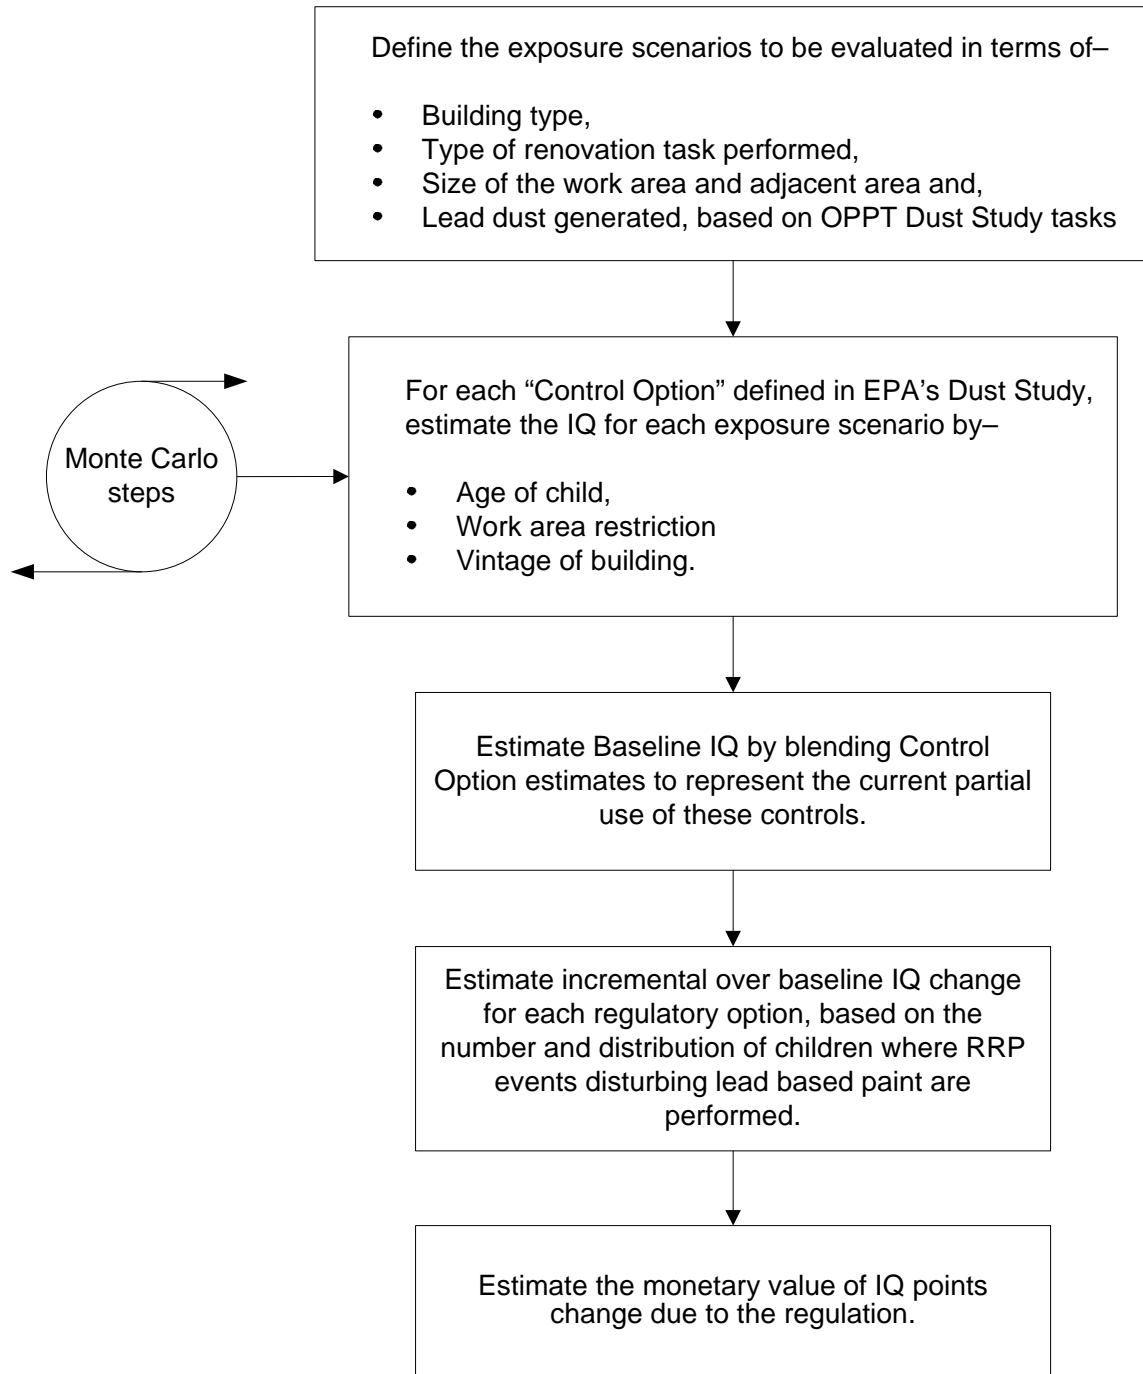 Define the exposure scenarios to be evaluated in terms of–
• Building type,
• Type of renovation task performed,
• Size of the work area and adjacent area and,
• Lead dust generated, based on OPPT Dust Study tasks
Monte Carlo
steps
For each “Control Option” defined in EPA’s Dust Study,
estimate the IQ for each exposure scenario by–
• Age of child,
• Work area restriction
• Vintage of building.
Estimate Baseline IQ by blending Control
Option estimates to represent the current partial
use of these controls.
Estimate incremental over baseline IQ change
for each regulatory option, based on the
number and distribution of children where RRP
events disturbing lead based paint are
performed.
Estimate the monetary value of IQ points
change due to the regulation.